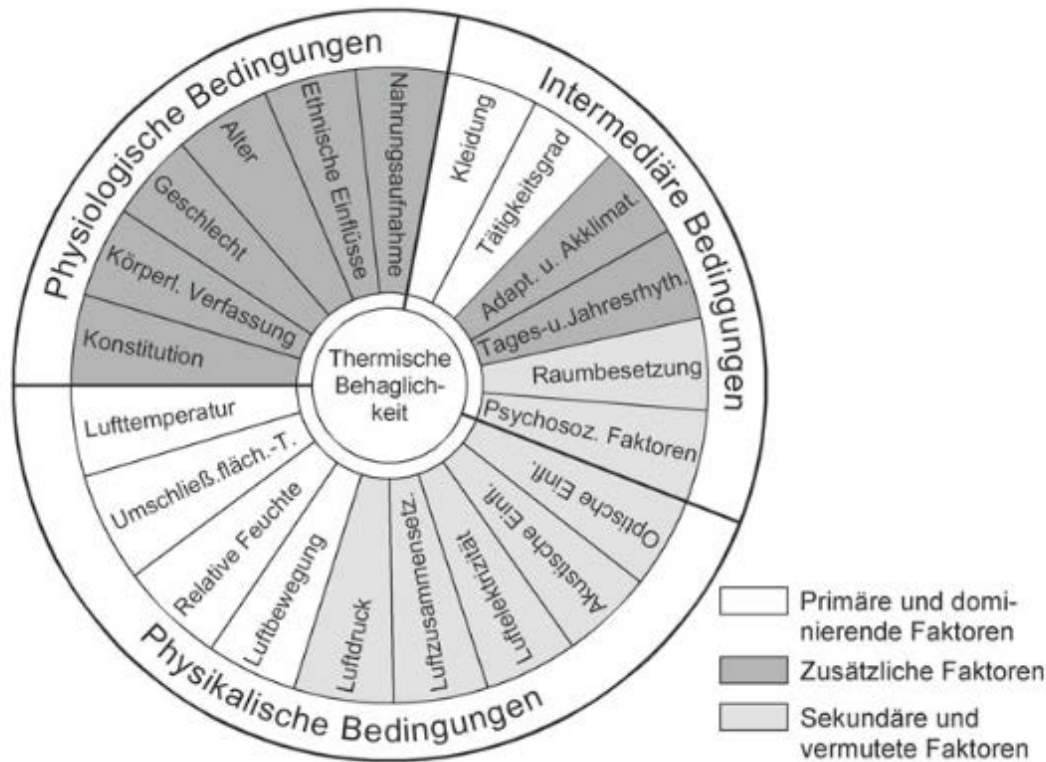 Physiologische Bedingungen
Konstitution
Körperl. Verfassung
Geschlecht
Alter
Ethnische Einflüsse
Nahrungsaufnahme
Intermediäre Bedingungen
Kleidung
Tätigkeitsgrad
Adapt. u. Akklimat.
Tages-u.Jahresrhyth.
Raumbesetzung
Psychosoz. Faktoren
Physikalische Bedingungen
Optische Einfl.
Akustische Einfl.
Luftelektrizität
Luftzusammensetz.
Luftdruck
Luftbewegung
Relative Feuchte
Umschließ.fläch.-T.
Lufttemperatur
Thermische
Behaglich-
keit
Primäre und domi-
nierende Faktoren
Zusätzliche Faktoren
Sekundäre und
vermutete Faktoren